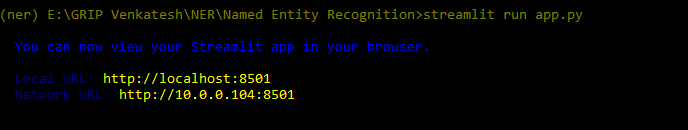 (ner) E:\GRIP Venkatesh\NER\Named Entity Recognition>streamlit run app.py
You can now view your Streamlit app in your browser.
Local URL: http://localhost:8501
Network URL: http://10.0.0.104:8501